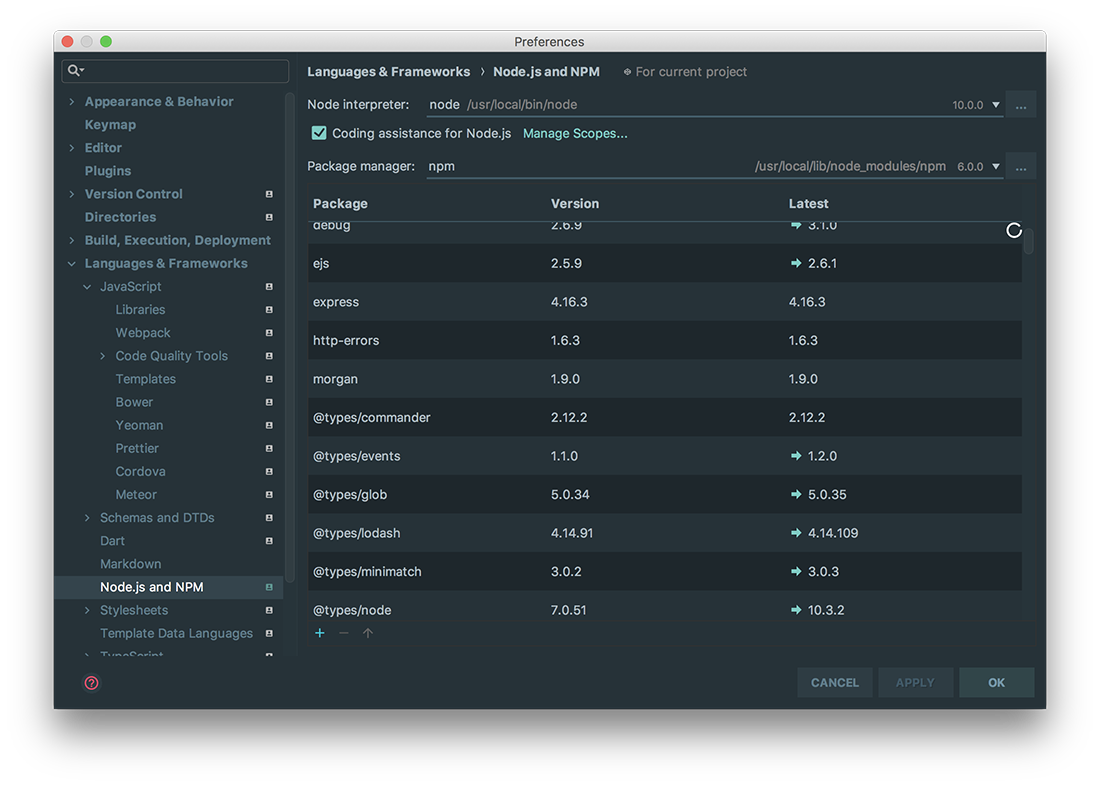 Preferences
Appearance & Behavior
Keymap
Editor
Plugins
Version Control
Directories
Build, Execution, Deployment
Languages & Frameworks
JavaScript
Libraries
Webpack
Code Quality Tools
Templates
Bower
Yeoman
Prettier
Cordova
Meteor
Schemas and DTDs
Dart
Markdown
Node.js and NPM
Stylesheets
Template Data Languages
TypeScript
Languages & Frameworks › Node.js and NPM For current project
Node interpreter: node /usr/local/bin/node 10.0.0 ...
Coding assistance for Node.js Manage Scopes...
Package manager: npm /usr/local/lib/node_modules/npm 6.0.0 ...
Package Version Latest
debug 2.6.9 3.1.0
ejs 2.5.9 2.6.1
express 4.16.3 4.16.3
http-errors 1.6.3 1.6.3
morgan 1.9.0 1.9.0
@types/commander 2.12.2 2.12.2
@types/events 1.1.0 1.2.0
@types/glob 5.0.34 5.0.35
@types/lodash 4.14.91 4.14.109
@types/minimatch 3.0.2 3.0.3
@types/node 7.0.51 10.3.2
CANCEL APPLY OK